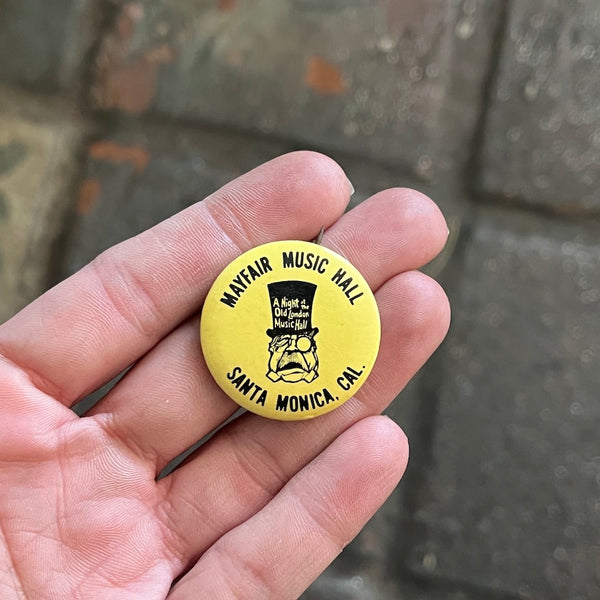 MAYFAIR MUSIC HALL
A Night at the
Old London
Music Hall
SANTA MONICA, CAL.